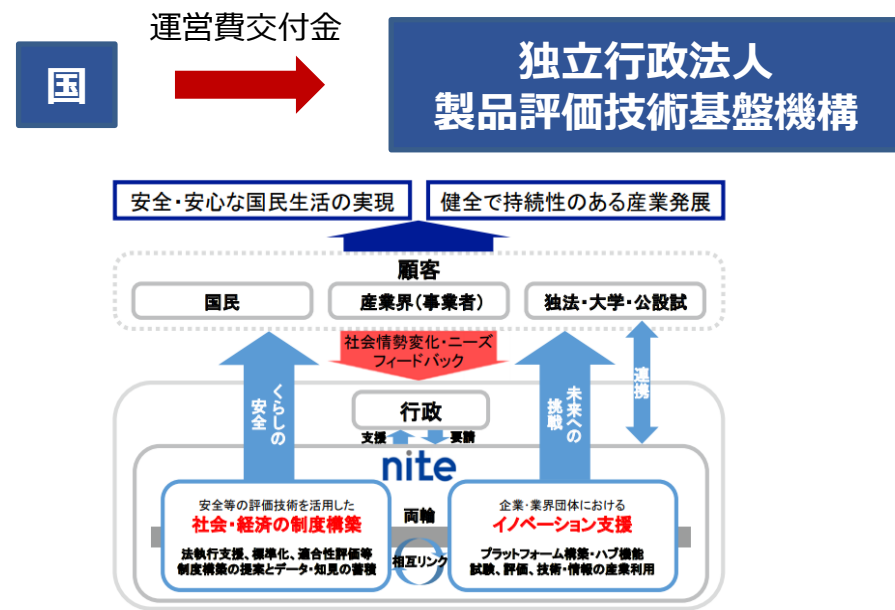 運営費交付金
国
独立行政法人
製品評価技術基盤機構
安全・安心な国民生活の実現
健全で持続性のある産業発展
顧客
国民
産業界(事業者)
独法・大学・公設試
社会情勢変化・ニーズ
フィードバック
くらしの
安全
未来への
挑戦
連携
行政
支援
要請
nite
安全等の評価技術を活用した
社会・経済の制度構築
法執行支援、標準化、適合性評価等
制度構築の提案とデータ・知見の蓄積
両輪
相互リンク
企業・業界団体における
イノベーション支援
プラットフォーム構築・ハブ機能
試験、評価、技術・情報の産業利用